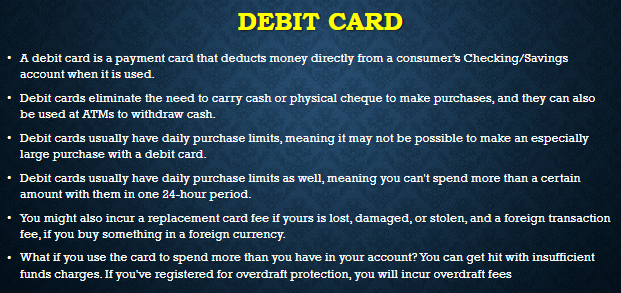 DEBIT CARD
• A debit card is a payment card that deducts money directly from a consumer's Checking/Savings
account when it is used.
• Debit cards eliminate the need to carry cash or physical cheque to make purchases, and they can also
be used at ATMs to withdraw cash.
• Debit cards usually have daily purchase limits, meaning it may not be possible to make an especially
large purchase with a debit card.
• Debit cards usually have daily purchase limits as well, meaning you can't spend more than a certain
amount with them in one 24-hour period.
• You might also incur a replacement card fee if yours is lost, damaged, or stolen, and a foreign transaction
fee, if you buy something in a foreign currency.
• What if you use the card to spend more than you have in your account? You can get hit with insufficient
funds charges. If you've registered for overdraft protection, you will incur overdraft fees